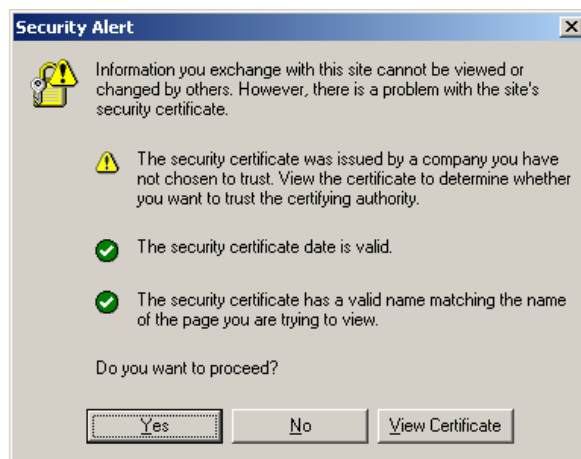 Security Alert
Information you exchange with this site cannot be viewed or
changed by others. However, there is a problem with the site's
security certificate.
The security certificate was issued by a company you have
not chosen to trust. View the certificate to determine whether
you want to trust the certifying authority.
The security certificate date is valid.
The security certificate has a valid name matching the name
of the page you are trying to view.
Do you want to proceed?
Yes No View Certificate